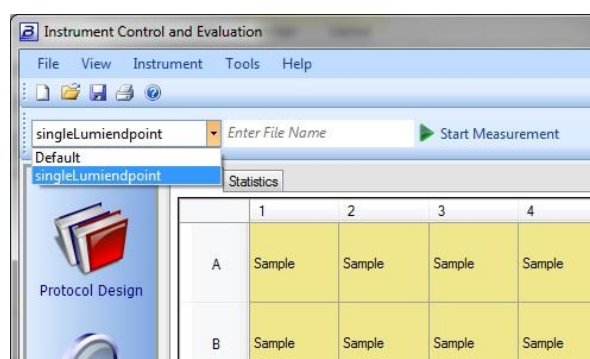 Instrument Control and Evaluation
File View Instrument Tools Help
singleLumiendpoint Enter File Name Start Measurement
Default
singleLumiendpoint
Statistics
1 2 3 4
A Sample Sample Sample Sample
Protocol Design
B Sample Sample Sample Sample